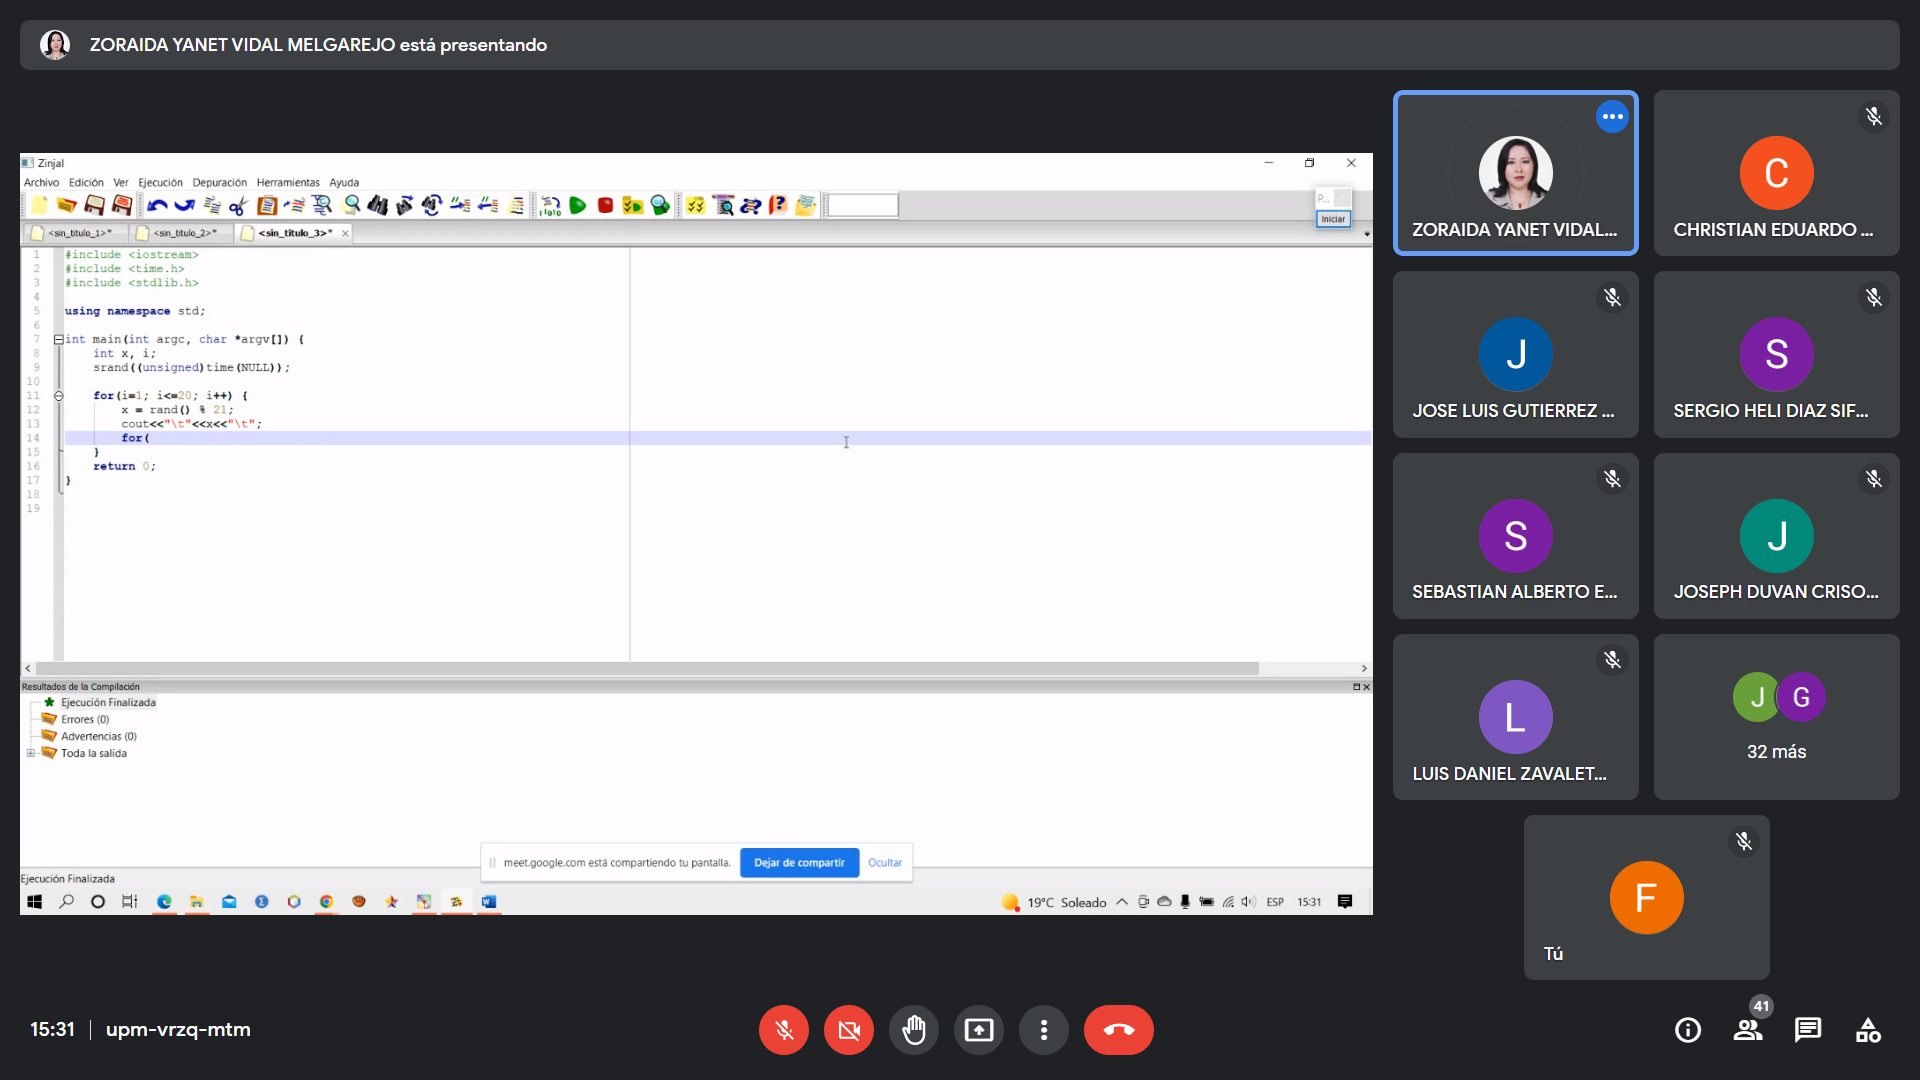 ZORAIDA YANET VIDAL MELGAREJO está presentando
Zinjal
Archivo Edición Ver Ejecución Depuración Herramientas Ayuda
P...
Iniciar
<sin_titulo_1>* <sin_titulo_2>* <sin_titulo_3>*
1 #include <iostream>
2 #include <time.h>
3 #include <stdlib.h>
4
5 using namespace std;
6
7 int main(int argc, char *argv[]) {
8 int x, i;
9 srand((unsigned)time(NULL));
10
11 for(i=1; i<=20; i++) {
12 x = rand() % 21;
13 cout<<"\t"<<x<<"\t";
14 for(
15 }
16 return 0;
17 }
18
19
Resultados de la Compilación
Ejecución Finalizada
Errores (0)
Advertencias (0)
Toda la salida
meet.google.com está compartiendo tu pantalla. Dejar de compartir Ocultar
Ejecución Finalizada
19°C Soleado ESP 15:31
ZORAIDA YANET VIDAL...
C
CHRISTIAN EDUARDO ...
J
JOSE LUIS GUTIERREZ ...
S
SERGIO HELI DIAZ SIF...
S
SEBASTIAN ALBERTO E...
J
JOSEPH DUVAN CRISO...
L
LUIS DANIEL ZAVALET...
J G
32 más
F
Tú
15:31 | upm-vrzq-mtm
41